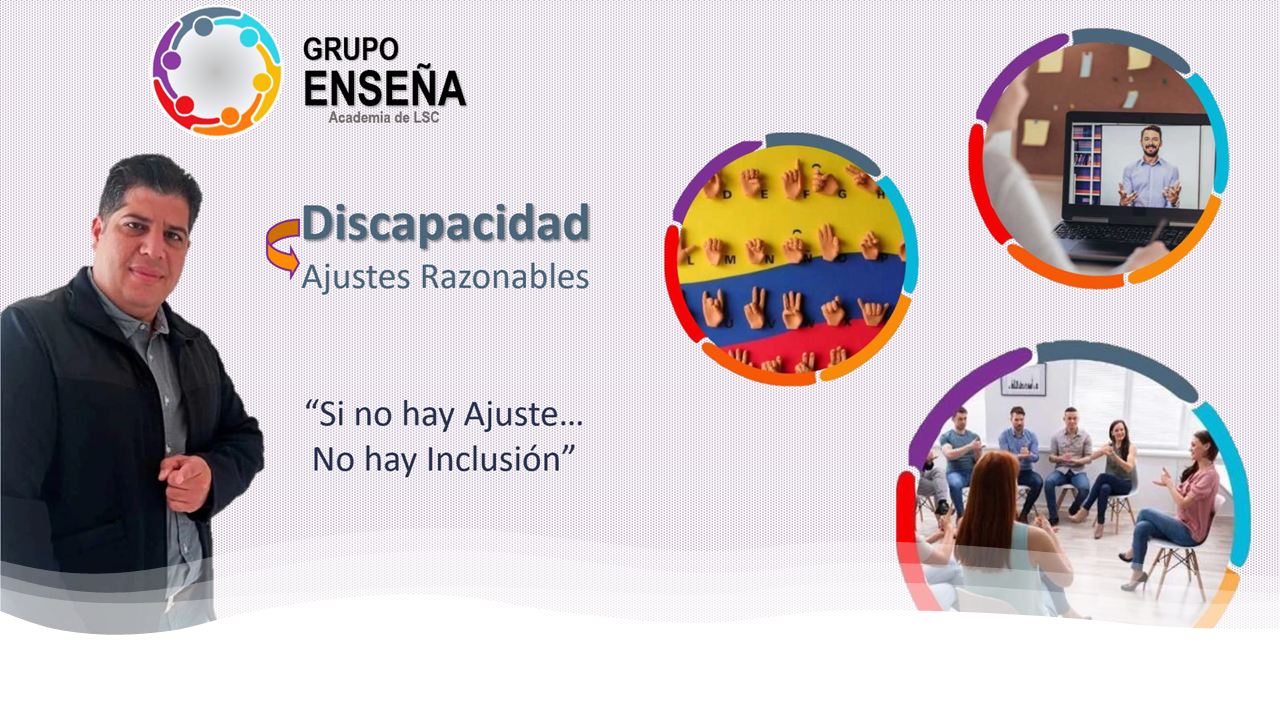 GRUPO
ENSEÑA
Academia de LSC
Discapacidad
Ajustes Razonables
“Si no hay Ajuste...
No hay Inclusión”
D E F G H
L M N Ñ O P
U V W